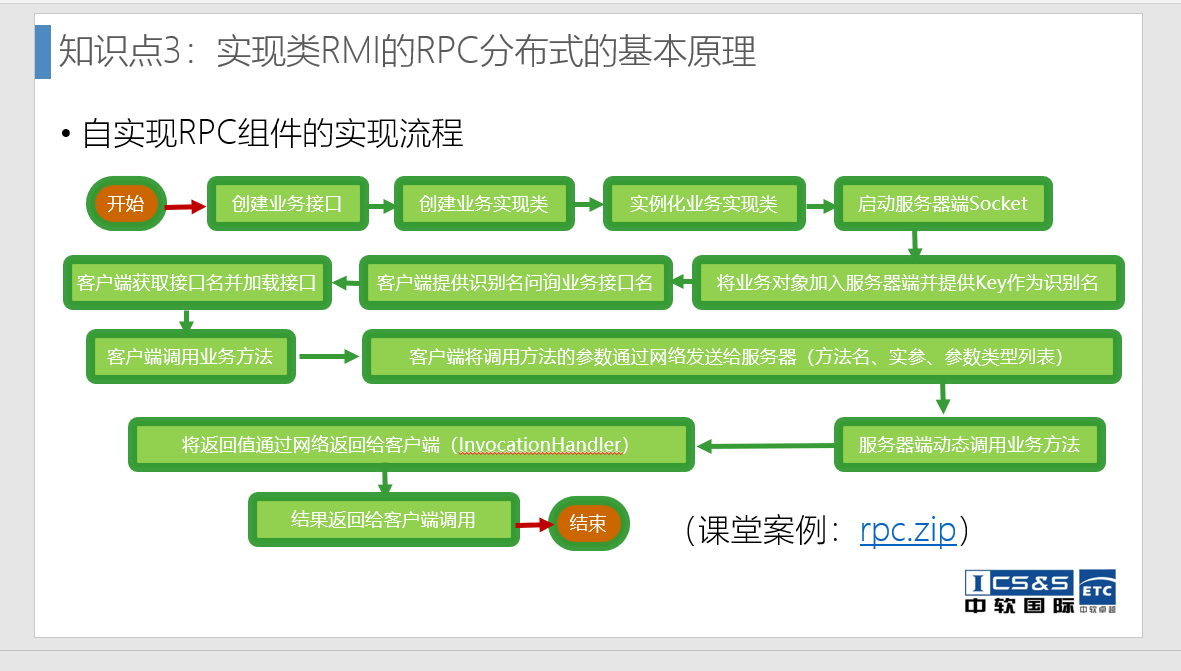 知识点3：实现类RMI的RPC分布式的基本原理
• 自实现RPC组件的实现流程
开始
创建业务接口
创建业务实现类
实例化业务实现类
启动服务器端Socket
将业务对象加入服务器端并提供Key作为识别名
客户端提供识别名问询业务接口名
客户端获取接口名并加载接口
客户端调用业务方法
客户端将调用方法的参数通过网络发送给服务器（方法名、实参、参数类型列表）
服务器端动态调用业务方法
将返回值通过网络返回给客户端（InvocationHandler）
结果返回给客户端调用
结束
（课堂案例：rpc.zip）
ICS&S
中软国际
ETC
中软卓越